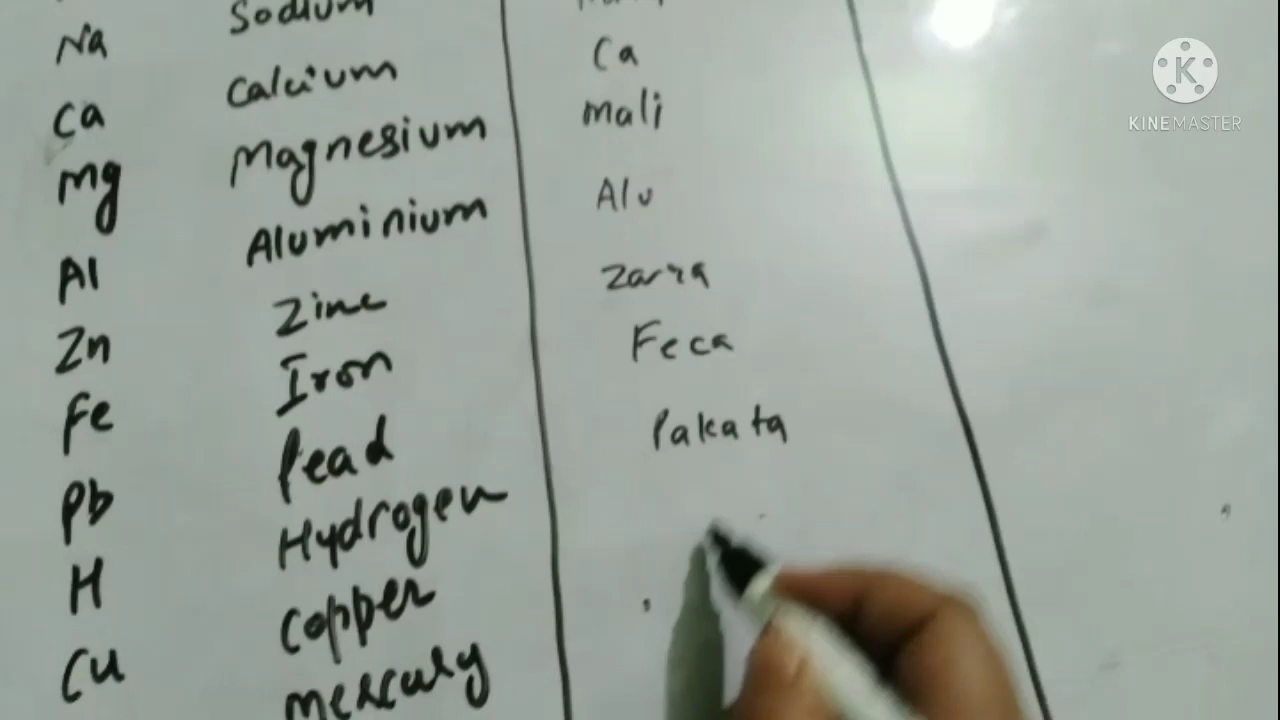 Na Sodium
Ca Calcium Ca
Mg Magnesium Mali
Al Aluminium Alu
Zn Zinc Zarra
Fe Iron Feca
Pb Lead Pakata
H Hydrogen
Cu Copper
Mercury
KINEMASTER